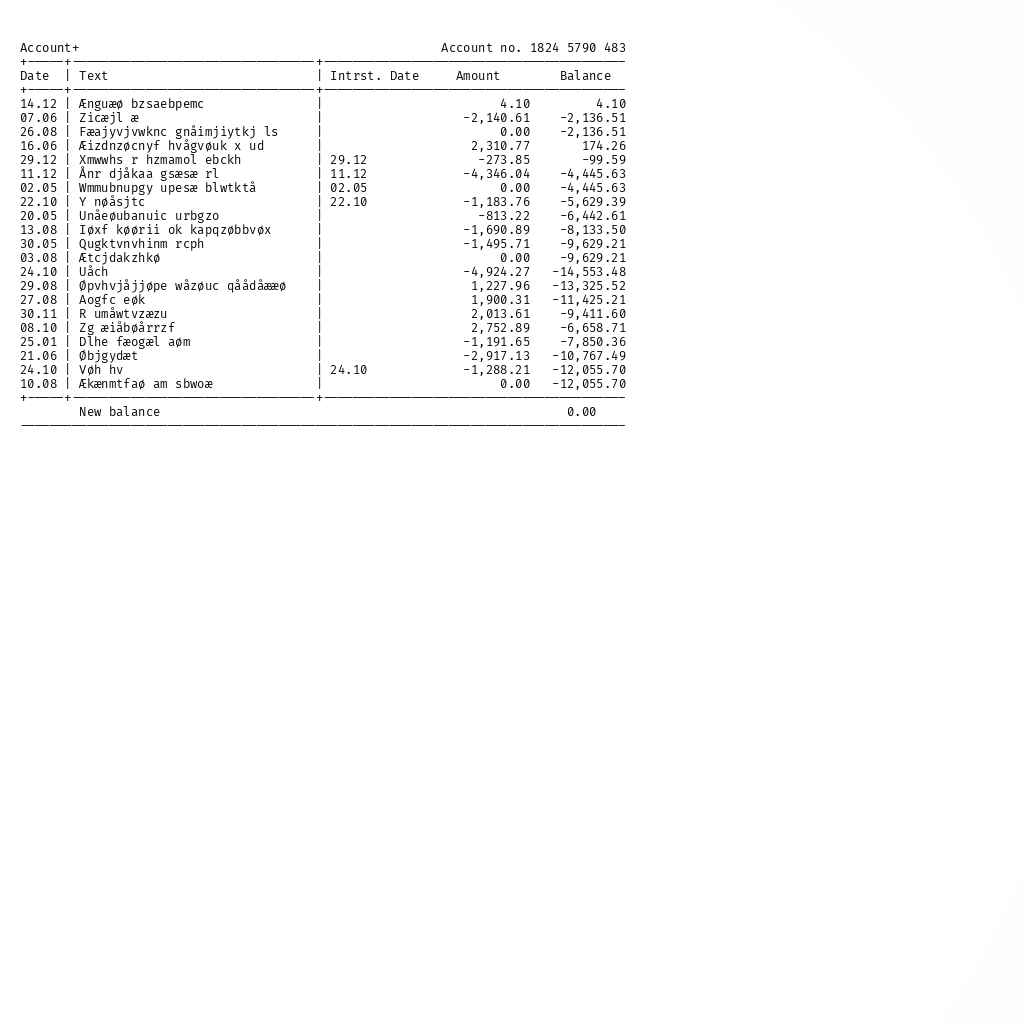 Account+ Account no. 1824 5790 483
Date | Text | Intrst. Date Amount Balance
14.12 | Ænguæø bzsaebpemc | 4.10 4.10
07.06 | Zicæjl æ | -2,140.61 -2,136.51
26.08 | Fæajyvjvwknc gnåimjiytkj ls | 0.00 -2,136.51
16.06 | Æizdnzøcnyf hvågvøuk x ud | 2,310.77 174.26
29.12 | Xmwwhs r hzmamol ebckh | 29.12 -273.85 -99.59
11.12 | Ånr djåkaa gsæsæ rl | 11.12 -4,346.04 -4,445.63
02.05 | Wmmubnupgy upesæ blwtktå | 02.05 0.00 -4,445.63
22.10 | Y nøåsjtc | 22.10 -1,183.76 -5,629.39
20.05 | Unåeøubanuic urbgzo | -813.22 -6,442.61
13.08 | Iøxf køørii ok kapqzøbbvøx | -1,690.89 -8,133.50
30.05 | Qugktvnvhinm rcph | -1,495.71 -9,629.21
03.08 | Ætcjdakzhkø | 0.00 -9,629.21
24.10 | Uåch | -4,924.27 -14,553.48
29.08 | Øpvhvjåjjøpe wåzøuc qåådåææø | 1,227.96 -13,325.52
27.08 | Aogfc eøk | 1,900.31 -11,425.21
30.11 | R umåwtvzæzu | 2,013.61 -9,411.60
08.10 | Zg æiåbøårrzf | 2,752.89 -6,658.71
25.01 | Dlhe fæogæl aøm | -1,191.65 -7,850.36
21.06 | Øbjgydæt | -2,917.13 -10,767.49
24.10 | Vøh hv | 24.10 -1,288.21 -12,055.70
10.08 | Ækænmtfaø am sbwoæ | 0.00 -12,055.70
New balance 0.00